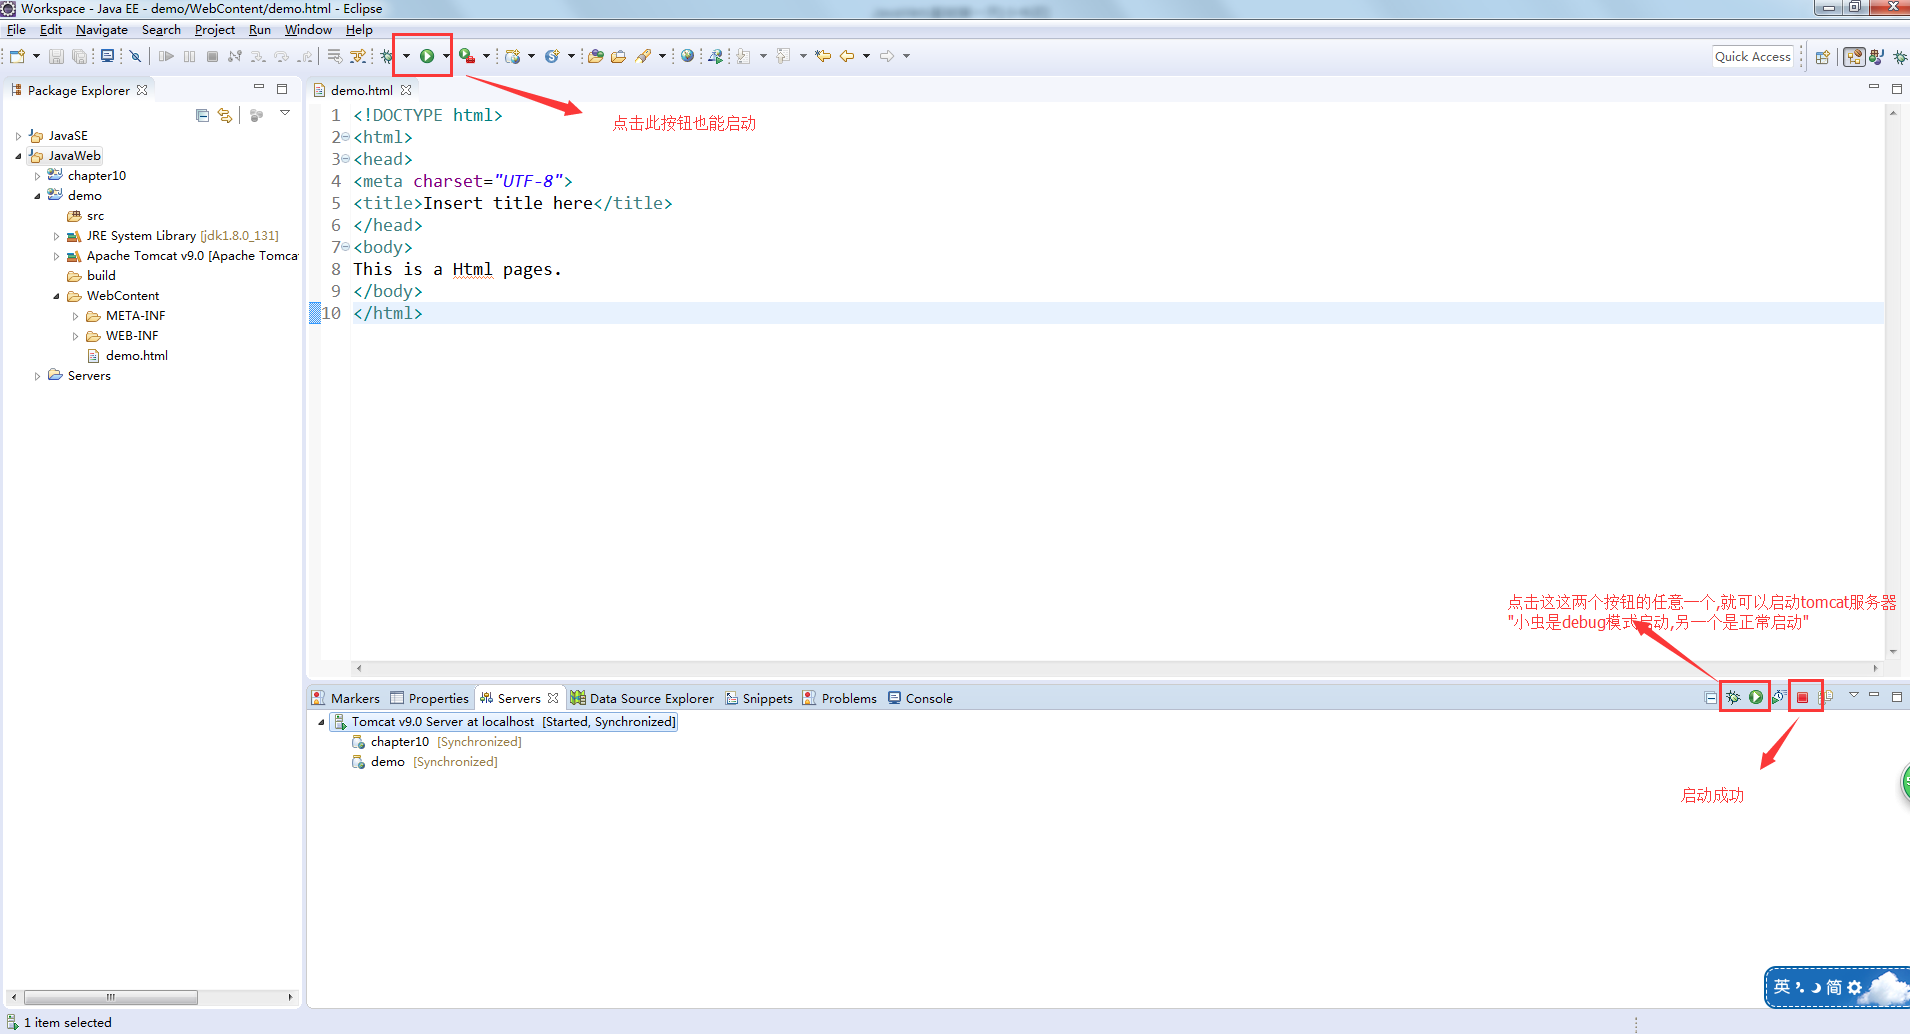 Workspace - Java EE - demo/WebContent/demo.html - Eclipse
File Edit Navigate Search Project Run Window Help
Quick Access
Package Explorer
demo.html
点击此按钮也能启动
JavaSE
JavaWeb
chapter10
demo
src
JRE System Library [jdk1.8.0_131]
Apache Tomcat v9.0 [Apache Tomca
build
WebContent
META-INF
WEB-INF
demo.html
Servers
1 <!DOCTYPE html>
2 <html>
3 <head>
4 <meta charset="UTF-8">
5 <title>Insert title here</title>
6 </head>
7 <body>
8 This is a Html pages.
9 </body>
10 </html>
点击这这两个按钮的任意一个,就可以启动tomcat服务器
"小虫是debug模式启动,另一个是正常启动"
Markers Properties Servers Data Source Explorer Snippets Problems Console
Tomcat v9.0 Server at localhost [Started, Synchronized]
chapter10 [Synchronized]
demo [Synchronized]
启动成功
英 简
1 item selected